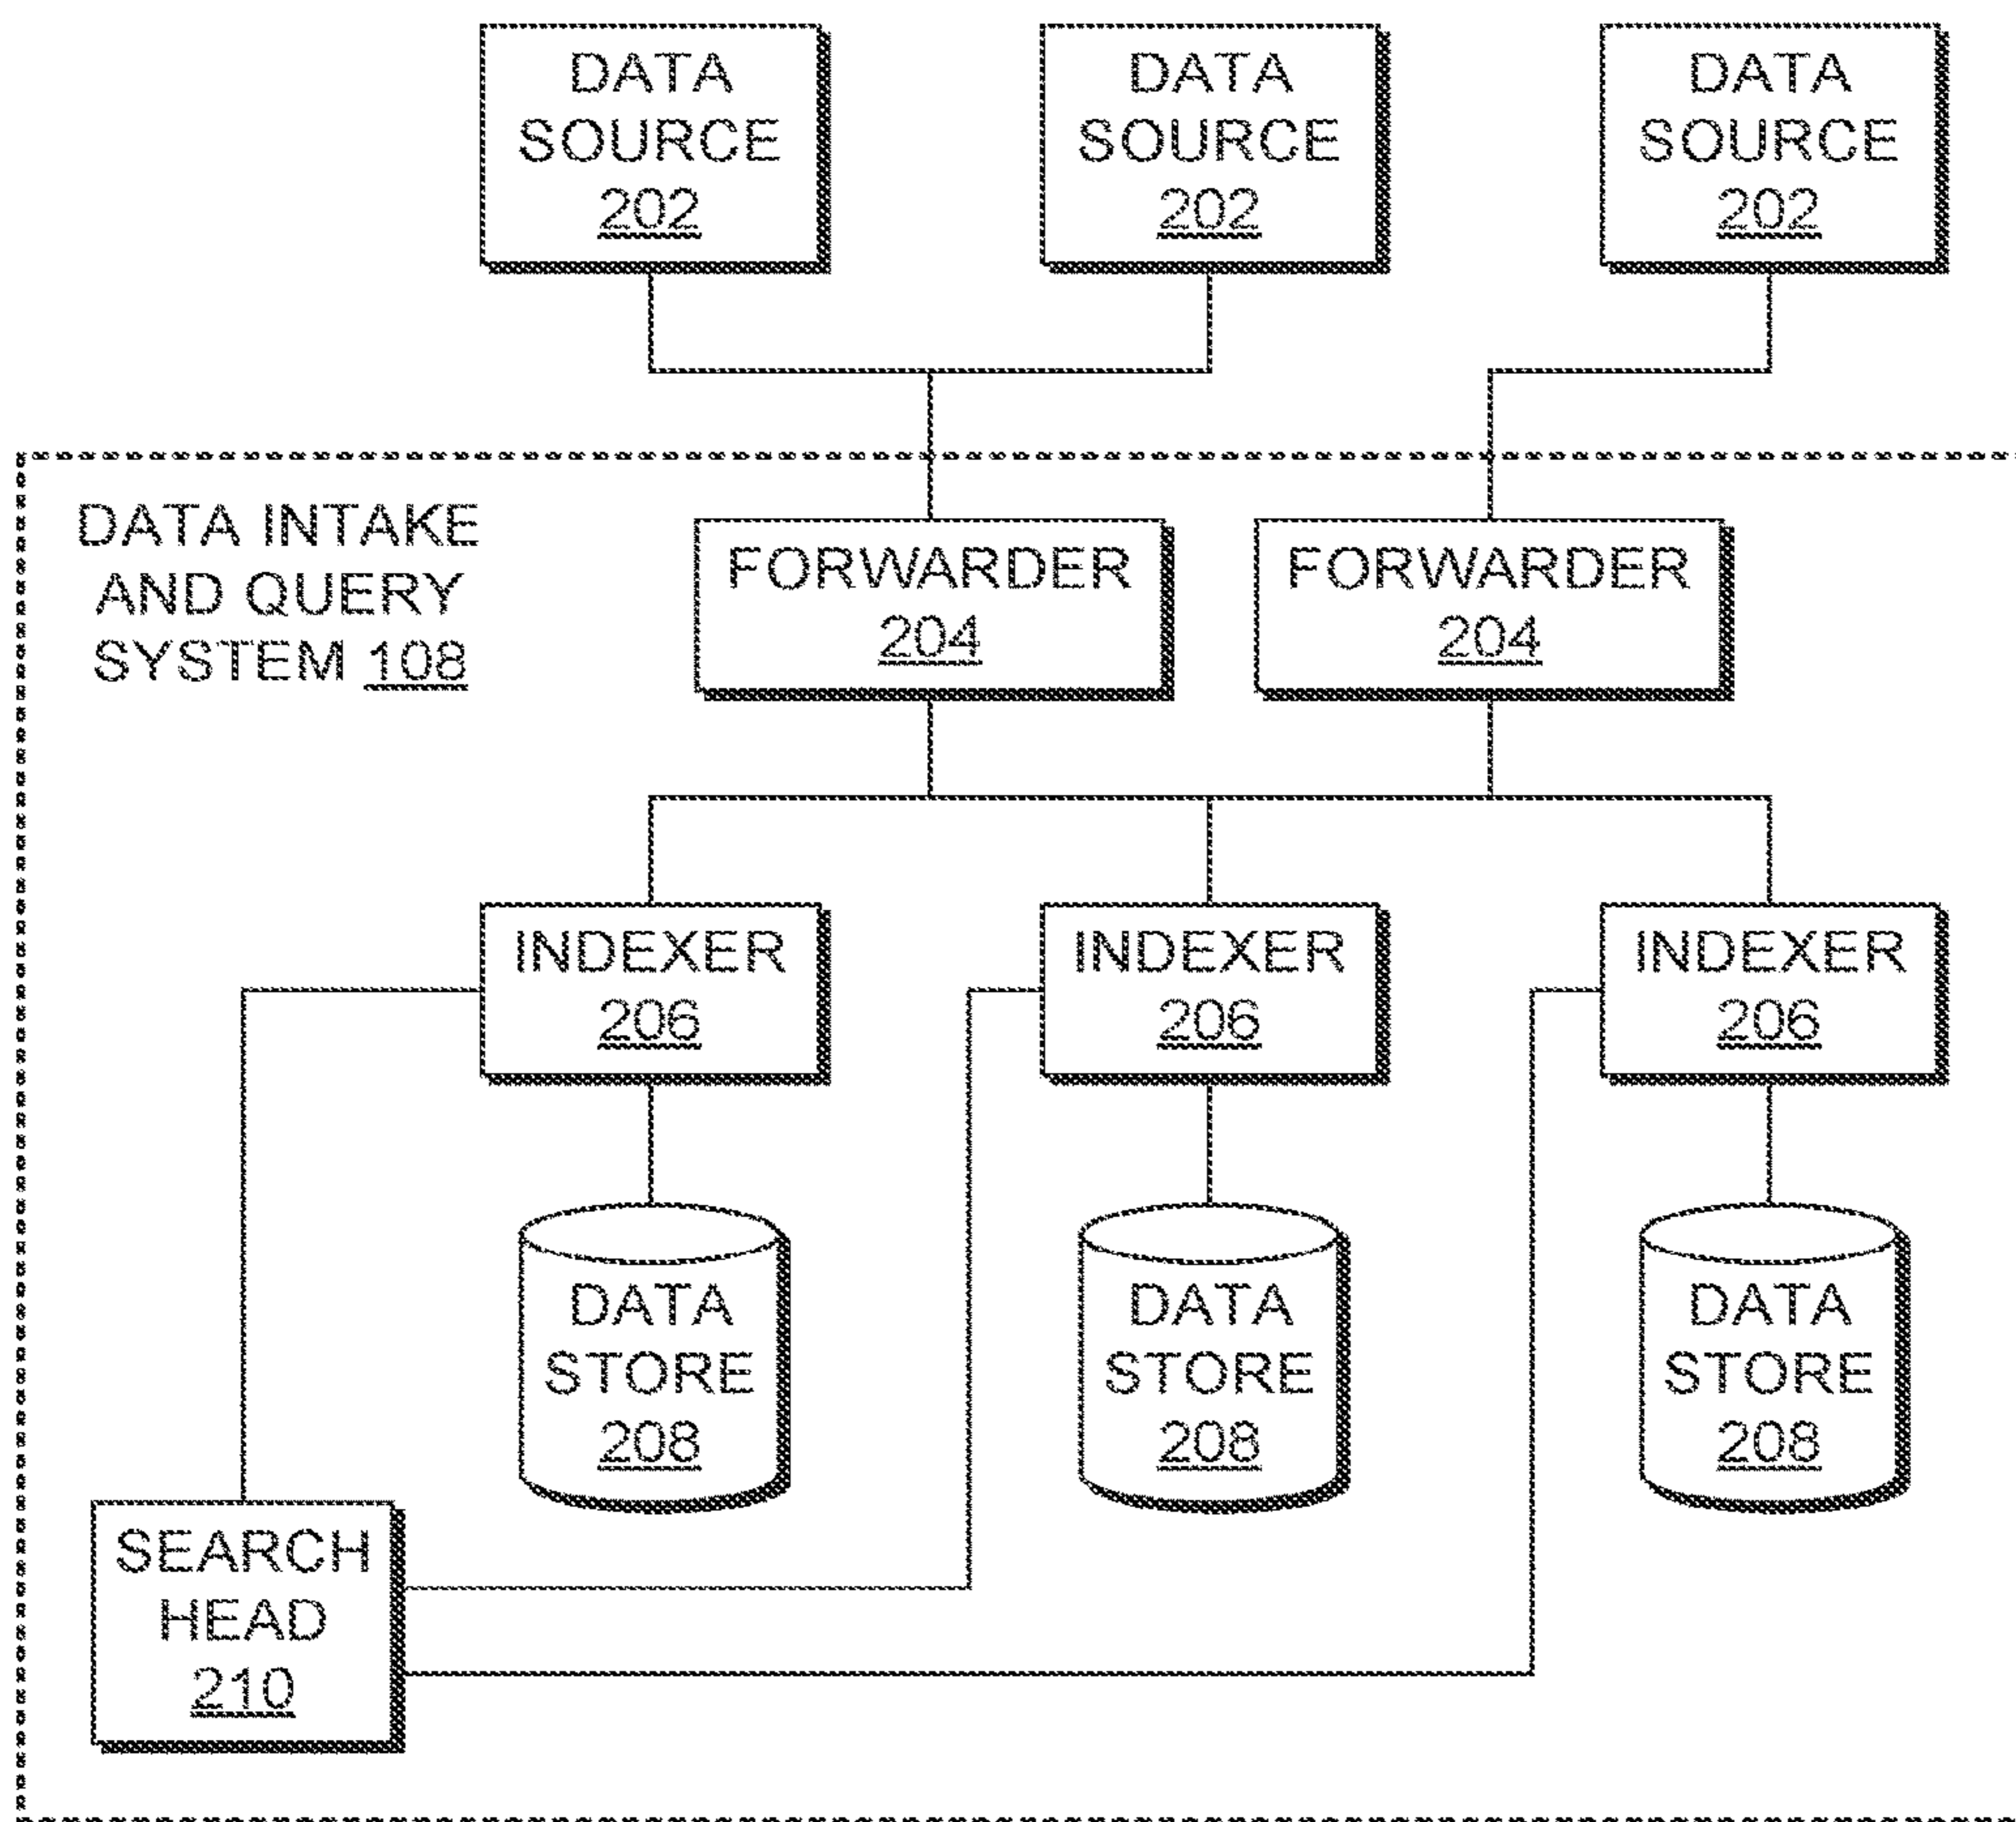 DATA
SOURCE
202
DATA
SOURCE
202
DATA
SOURCE
202
DATA INTAKE
AND QUERY
SYSTEM 108
FORWARDER
204
FORWARDER
204
INDEXER
206
INDEXER
206
INDEXER
206
DATA
STORE
208
DATA
STORE
208
DATA
STORE
208
SEARCH
HEAD
210